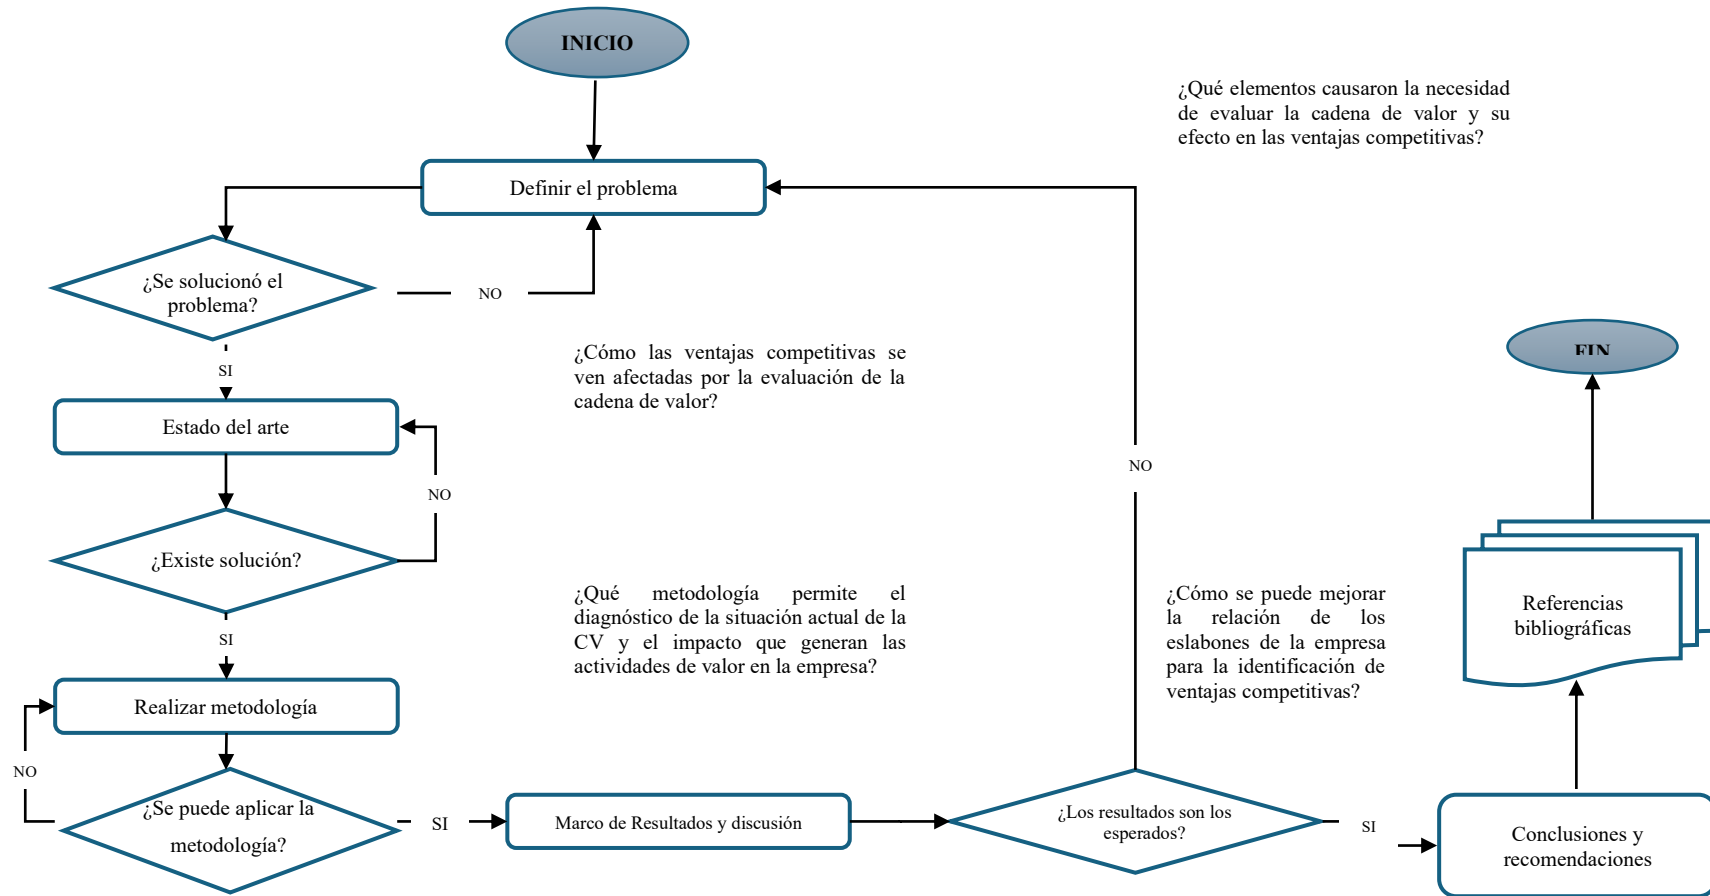 INICIO
¿Qué elementos causaron la necesidad
de evaluar la cadena de valor y su
efecto en las ventajas competitivas?
Definir el problema
¿Se solucionó el
problema?
NO
SI
¿Cómo las ventajas competitivas se
ven afectadas por la evaluación de la
cadena de valor?
FIN
Estado del arte
NO
NO
¿Existe solución?
SI
¿Qué metodología permite el
diagnóstico de la situación actual de la
CV y el impacto que generan las
actividades de valor en la empresa?
¿Cómo se puede mejorar
la relación de los
eslabones de la empresa
para la identificación de
ventajas competitivas?
Referencias
bibliográficas
Realizar metodología
NO
¿Se puede aplicar la
metodología?
SI
Marco de Resultados y discusión
¿Los resultados son los
esperados?
SI
Conclusiones y
recomendaciones